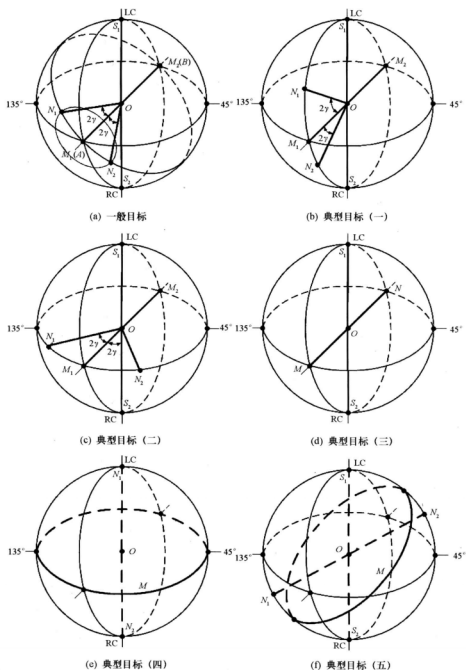 LC
S₁
M₂(B)
135°
45°
N₁
2γ
O
2γ
M₁(A)
N₂
S₂
RC
(a) 一般目标
LC
S₁
M₂
135°
45°
N₁
2γ
O
2γ
M₁
N₂
S₂
RC
(b) 典型目标（一）
LC
S₁
M₂
135°
45°
O
N₁
2γ
2γ
M₁
N₂
S₂
RC
(c) 典型目标（二）
LC
S₁
N
135°
45°
O
M
S₂
RC
(d) 典型目标（三）
LC
N₁
135°
45°
O
M
N₂
RC
(e) 典型目标（四）
LC
S₁
N₂
135°
45°
O
M
N₁
S₂
RC
(f) 典型目标（五）